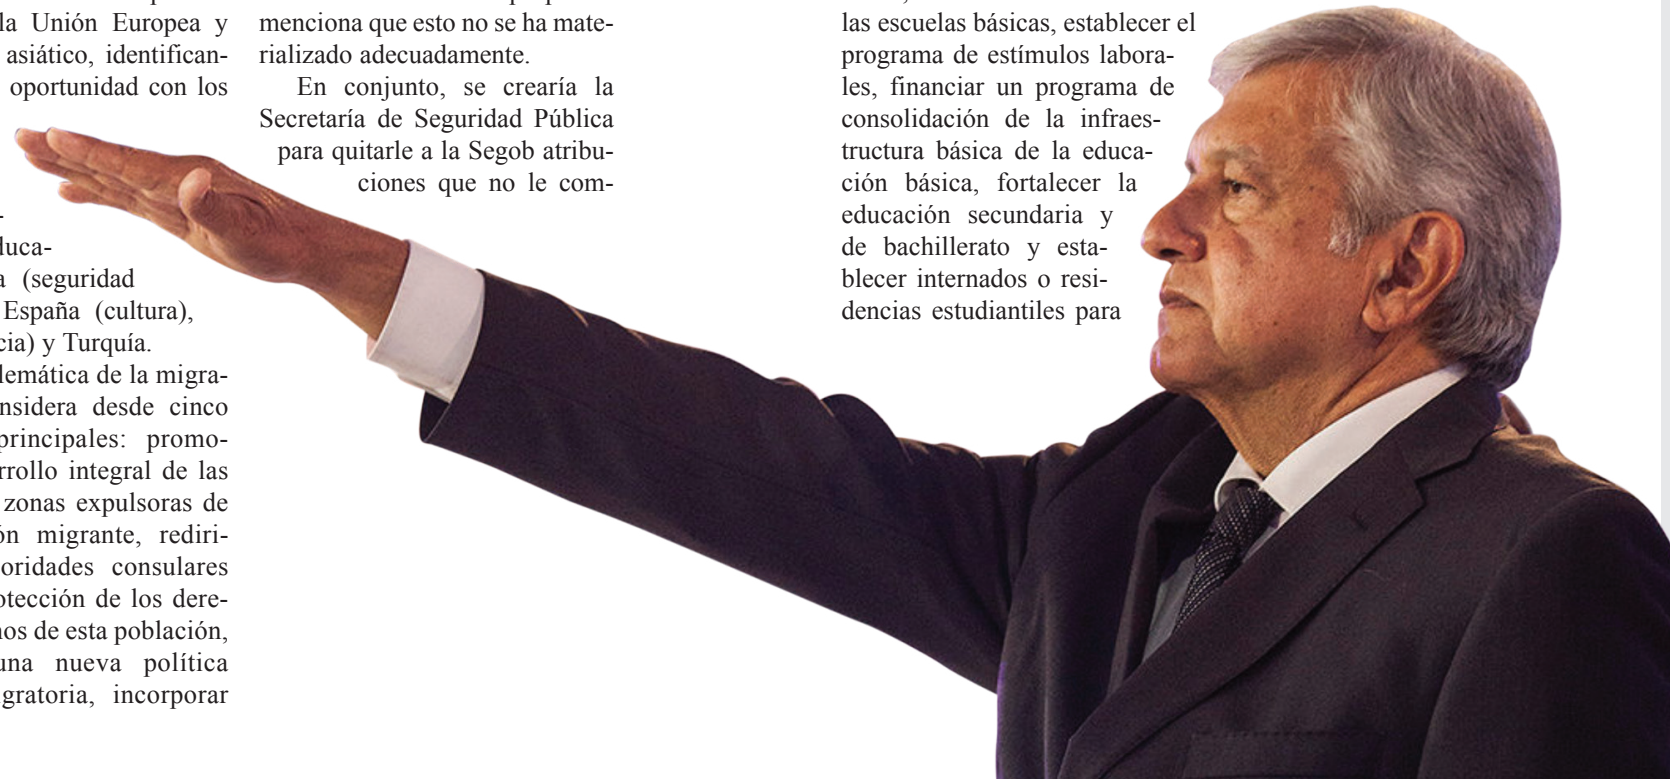 la Unión Europea y
asiático, identifican-
oportunidad con los
-
duca-
(seguridad
España (cultura),
cia) y Turquía.
lemática de la migra-
nsidera desde cinco
principales: promo-
rrollo integral de las
zonas expulsoras de
ón migrante, rediri-
oridades consulares
otección de los dere-
nos de esta población,
una nueva política
gratoria, incorporar
menciona que esto no se ha mate-
rializado adecuadamente.
En conjunto, se crearía la
Secretaría de Seguridad Pública
para quitarle a la Segob atribu-
ciones que no le com-
las escuelas básicas, establecer el
programa de estímulos labora-
les, financiar un programa de
consolidación de la infraes-
tructura básica de la educa-
ción básica, fortalecer la
educación secundaria y
de bachillerato y esta-
blecer internados o resi-
dencias estudiantiles para